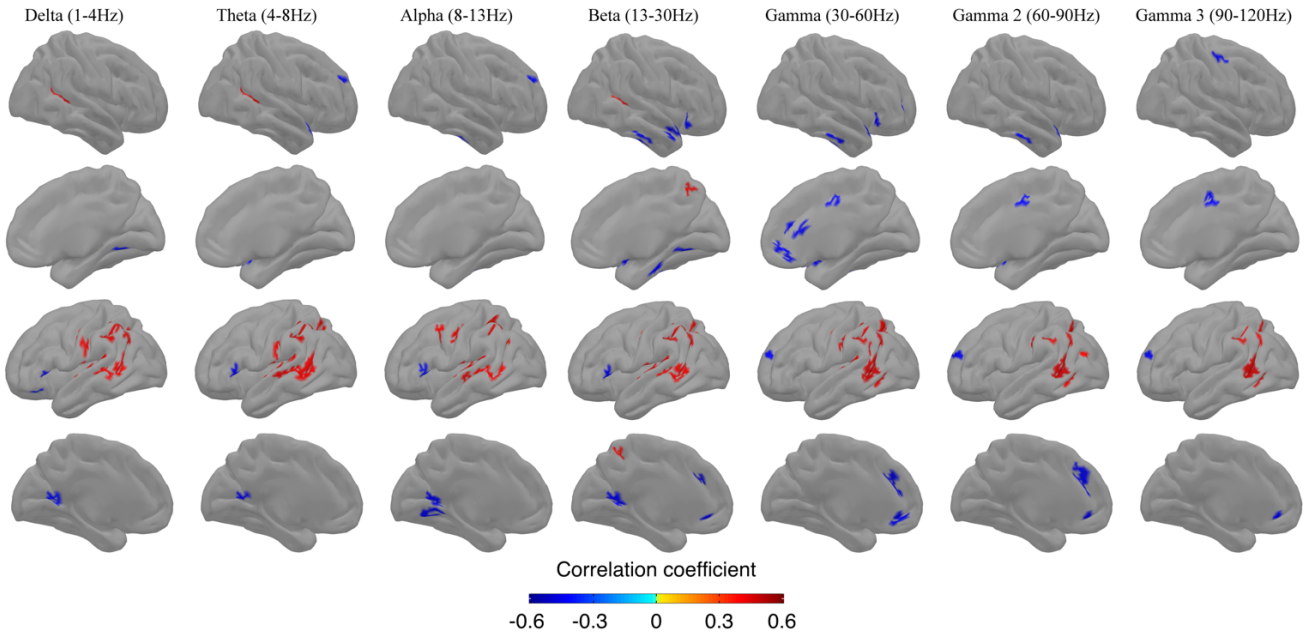 Delta (1-4Hz) Theta (4-8Hz) Alpha (8-13Hz) Beta (13-30Hz) Gamma (30-60Hz) Gamma 2 (60-90Hz) Gamma 3 (90-120Hz)
Correlation coefficient
-0.6 -0.3 0 0.3 0.6